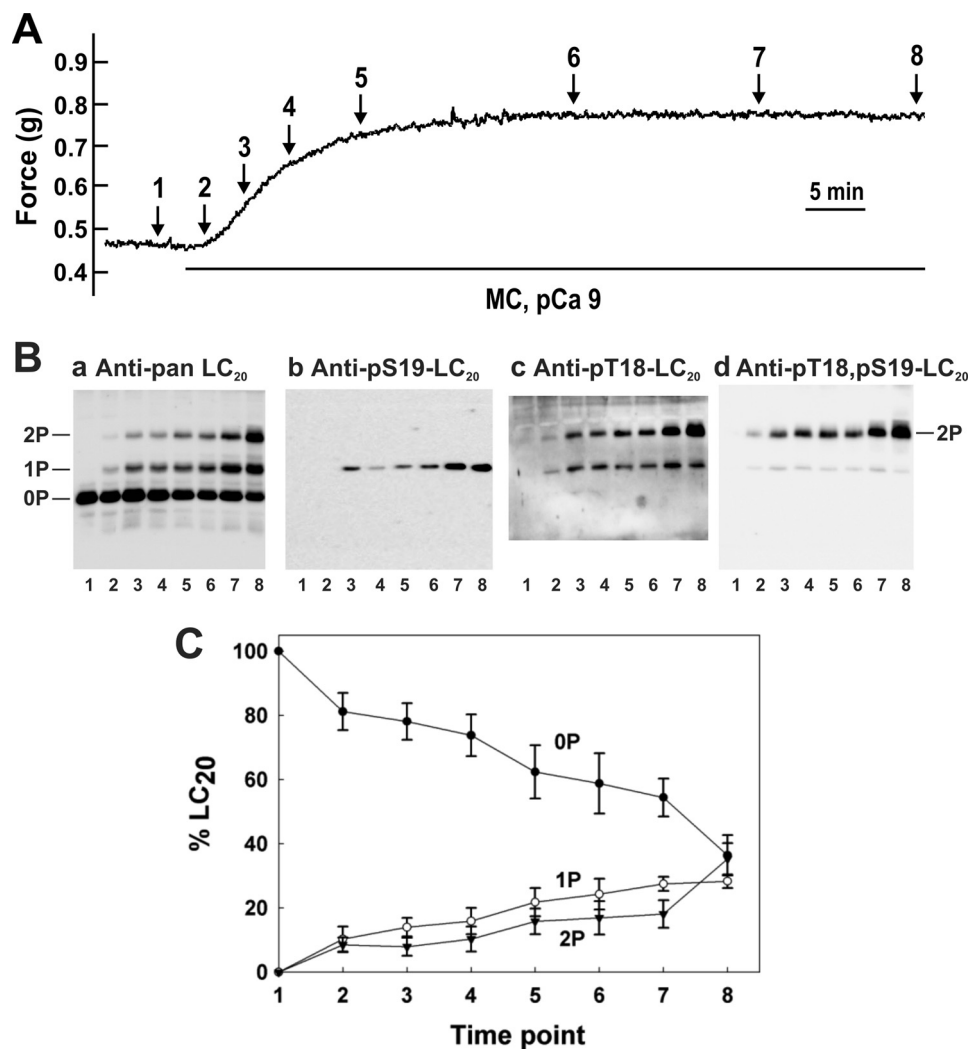 A
0.9
0.8
0.7
0.6
0.5
0.4
Force (g)
1
2
3
4
5
6
7
8
5 min
MC, pCa 9
B
a Anti-pan LC20
b Anti-pS19-LC20
c Anti-pT18-LC20
d Anti-pT18,pS19-LC20
2P
1P
0P
2P
1 2 3 4 5 6 7 8
1 2 3 4 5 6 7 8
1 2 3 4 5 6 7 8
1 2 3 4 5 6 7 8
C
100
80
60
40
20
0
% LC20
0P
1P
2P
1 2 3 4 5 6 7 8
Time point